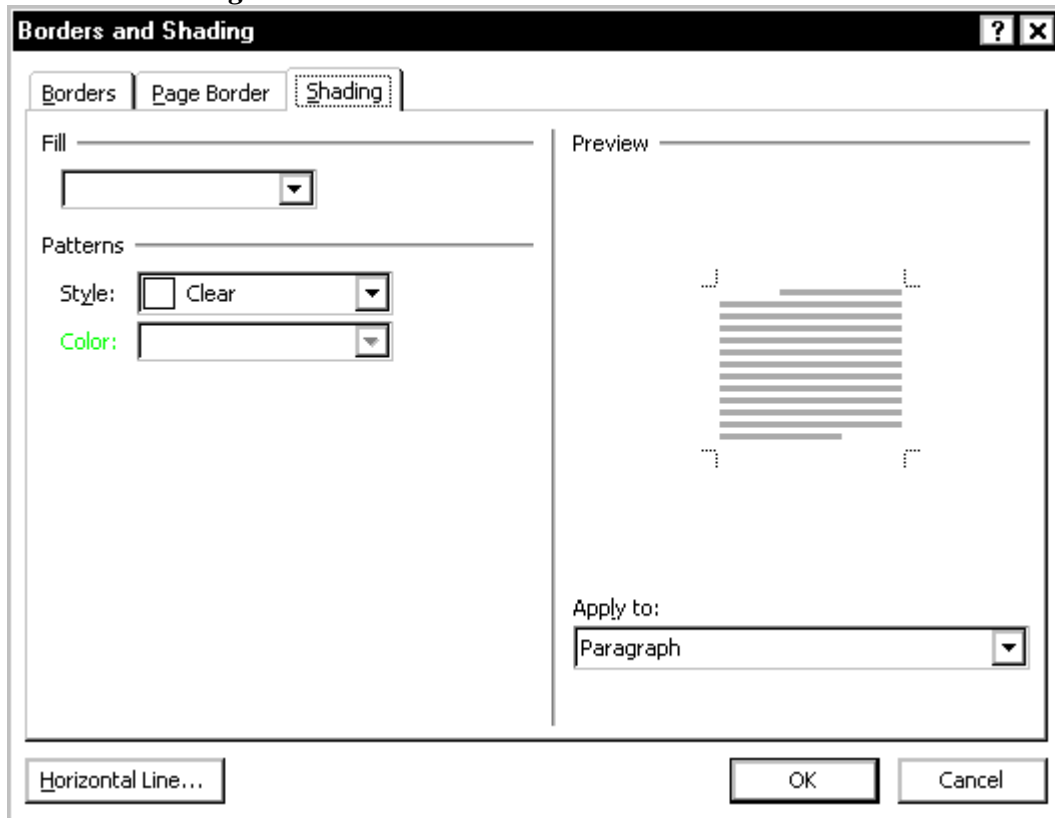 Borders and Shading
Borders Page Border Shading
Fill
Patterns
Style: Clear
Color:
Preview
Apply to:
Paragraph
Horizontal Line...
OK Cancel